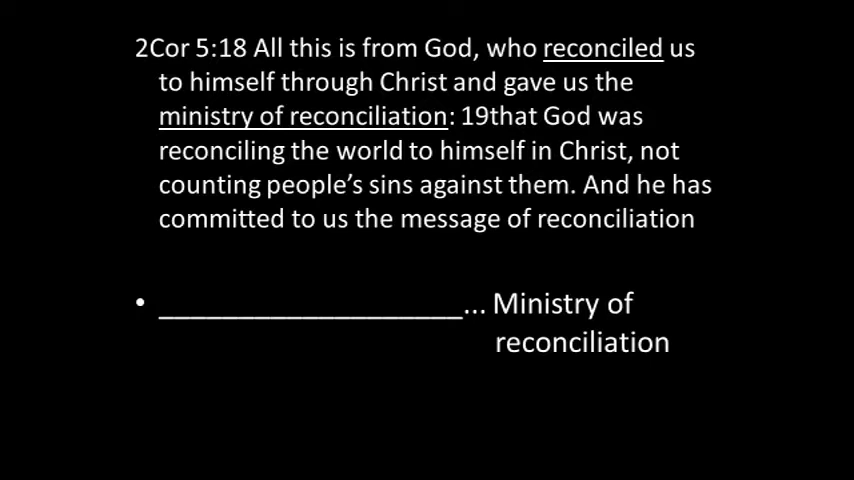 2Cor 5:18 All this is from God, who reconciled us
to himself through Christ and gave us the
ministry of reconciliation: 19that God was
reconciling the world to himself in Christ, not
counting people’s sins against them. And he has
committed to us the message of reconciliation
• ____________________... Ministry of
reconciliation